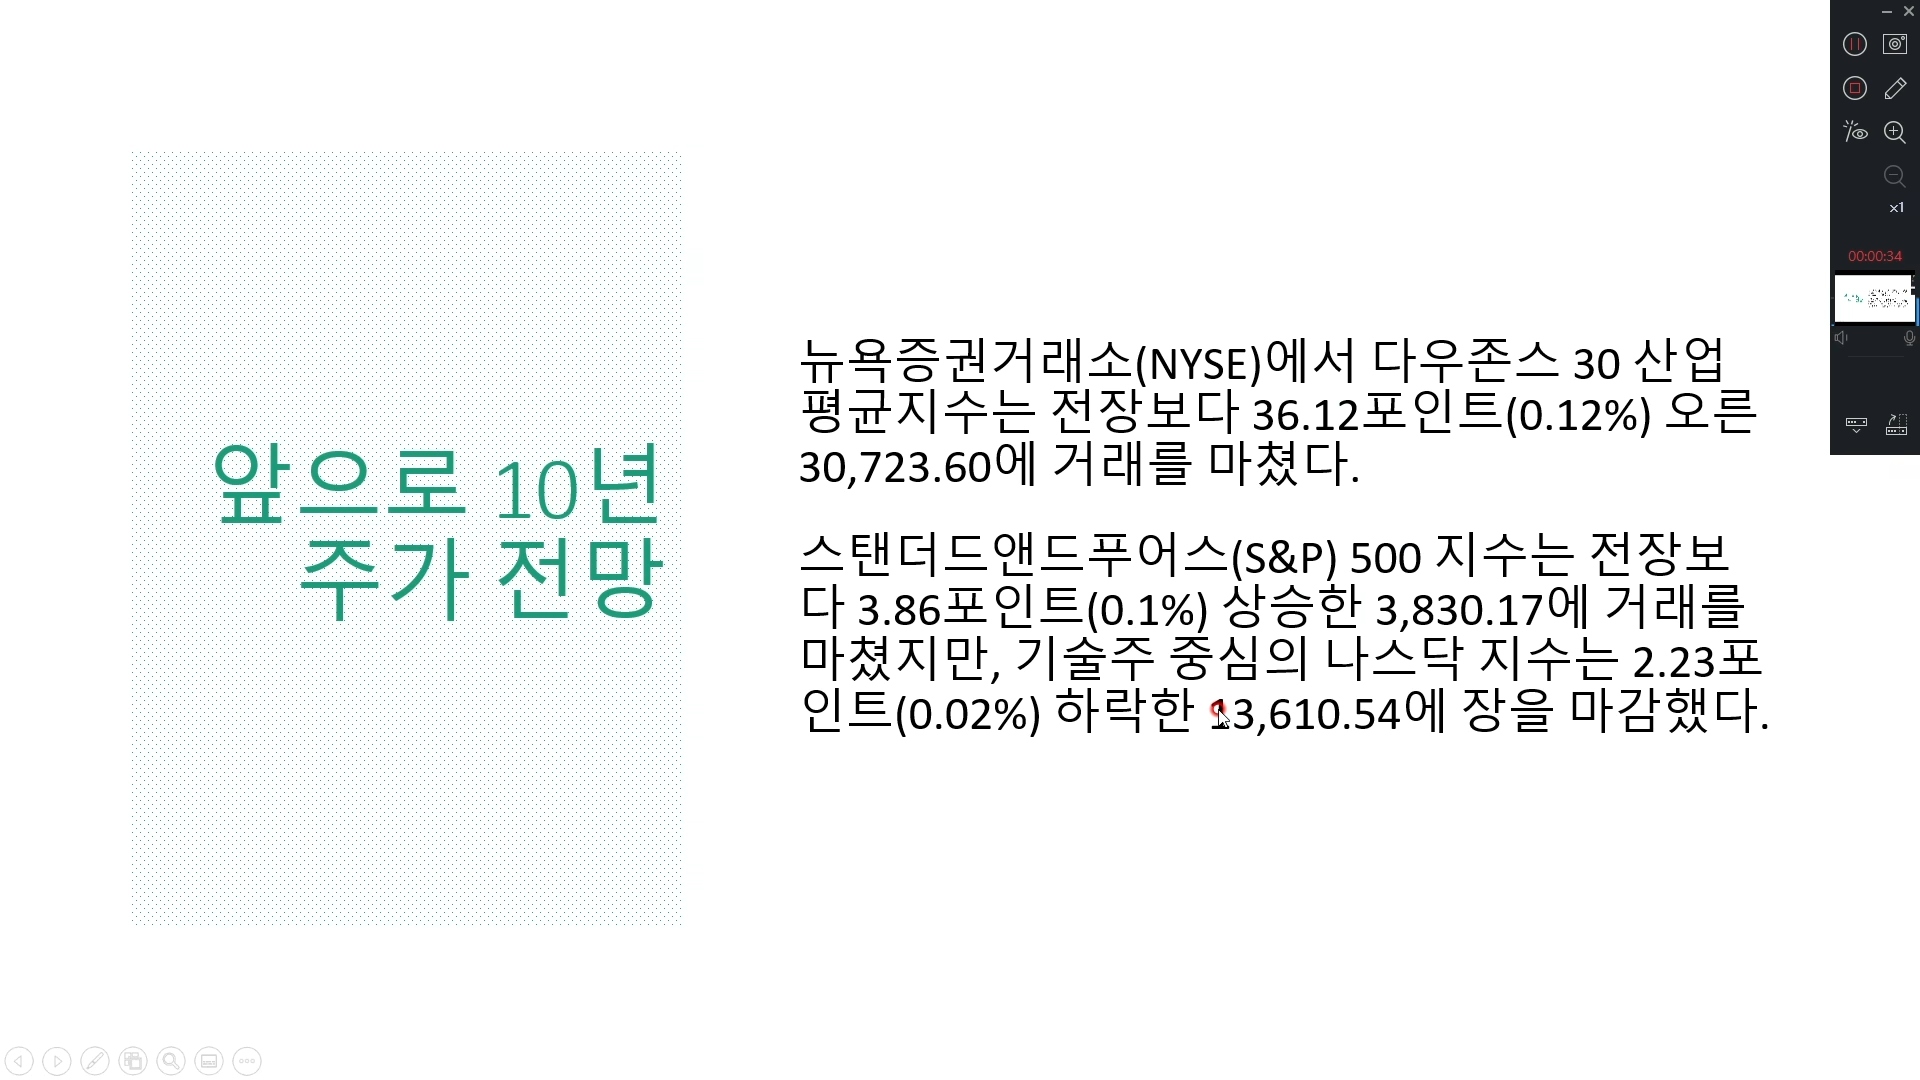 앞으로 10년
주가 전망
뉴욕증권거래소(NYSE)에서 다우존스 30 산업
평균지수는 전장보다 36.12포인트(0.12%) 오른
30,723.60에 거래를 마쳤다.
스탠더드앤드푸어스(S&P) 500 지수는 전장보
다 3.86포인트(0.1%) 상승한 3,830.17에 거래를
마쳤지만, 기술주 중심의 나스닥 지수는 2.23포
인트(0.02%) 하락한 13,610.54에 장을 마감했다.
x1
00:00:34